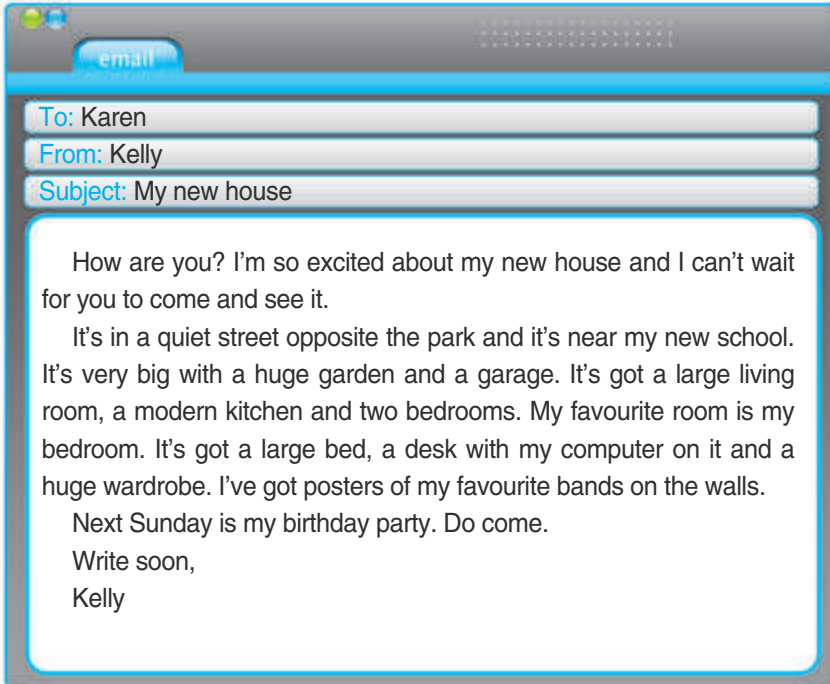 email
To: Karen
From: Kelly
Subject: My new house
How are you? I'm so excited about my new house and I can't wait
for you to come and see it.
It's in a quiet street opposite the park and it's near my new school.
It's very big with a huge garden and a garage. It's got a large living
room, a modern kitchen and two bedrooms. My favourite room is my
bedroom. It's got a large bed, a desk with my computer on it and a
huge wardrobe. I've got posters of my favourite bands on the walls.
Next Sunday is my birthday party. Do come.
Write soon,
Kelly